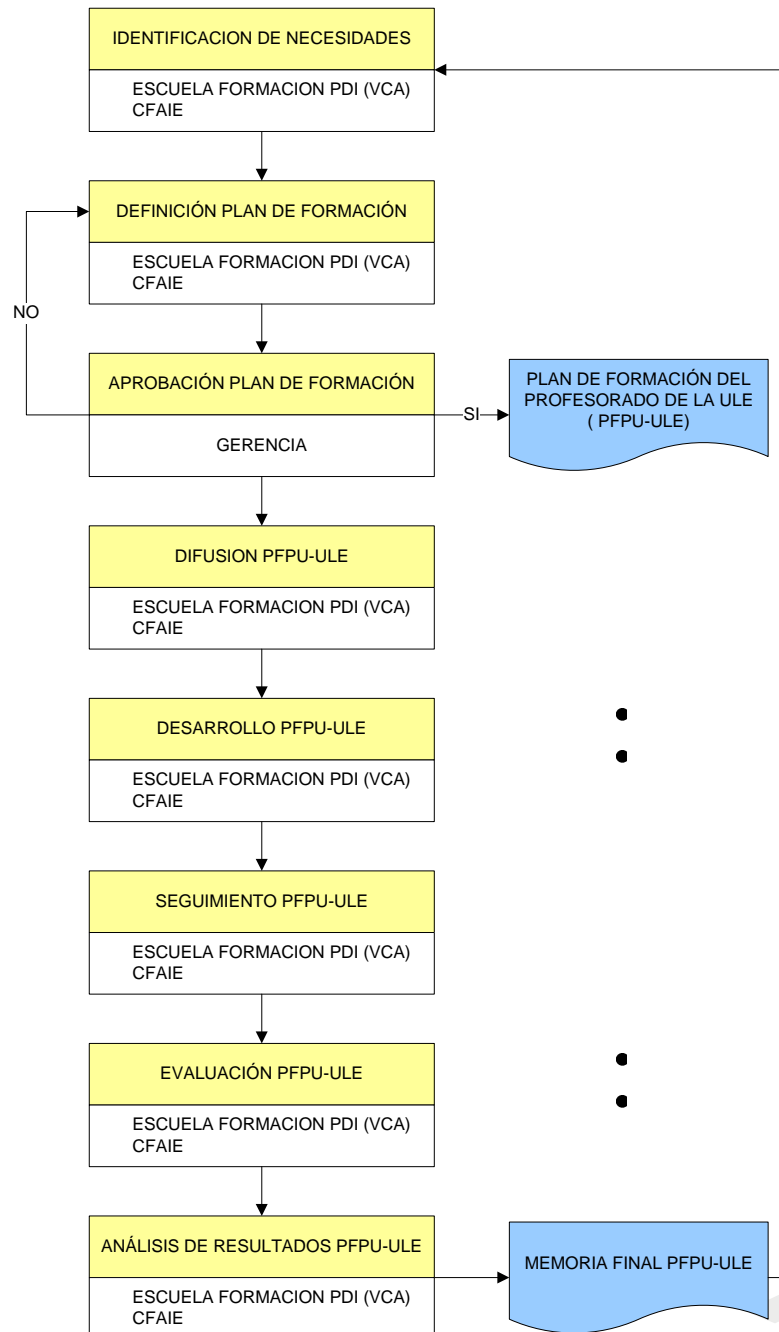 IDENTIFICACION DE NECESIDADES
ESCUELA FORMACION PDI (VCA)
CFAIE
DEFINICIÓN PLAN DE FORMACIÓN
ESCUELA FORMACION PDI (VCA)
CFAIE
NO
APROBACIÓN PLAN DE FORMACIÓN
GERENCIA
SI
PLAN DE FORMACIÓN DEL
PROFESORADO DE LA ULE
( PFPU-ULE)
DIFUSION PFPU-ULE
ESCUELA FORMACION PDI (VCA)
CFAIE
DESARROLLO PFPU-ULE
ESCUELA FORMACION PDI (VCA)
CFAIE
SEGUIMIENTO PFPU-ULE
ESCUELA FORMACION PDI (VCA)
CFAIE
EVALUACIÓN PFPU-ULE
ESCUELA FORMACION PDI (VCA)
CFAIE
ANÁLISIS DE RESULTADOS PFPU-ULE
ESCUELA FORMACION PDI (VCA)
CFAIE
MEMORIA FINAL PFPU-ULE